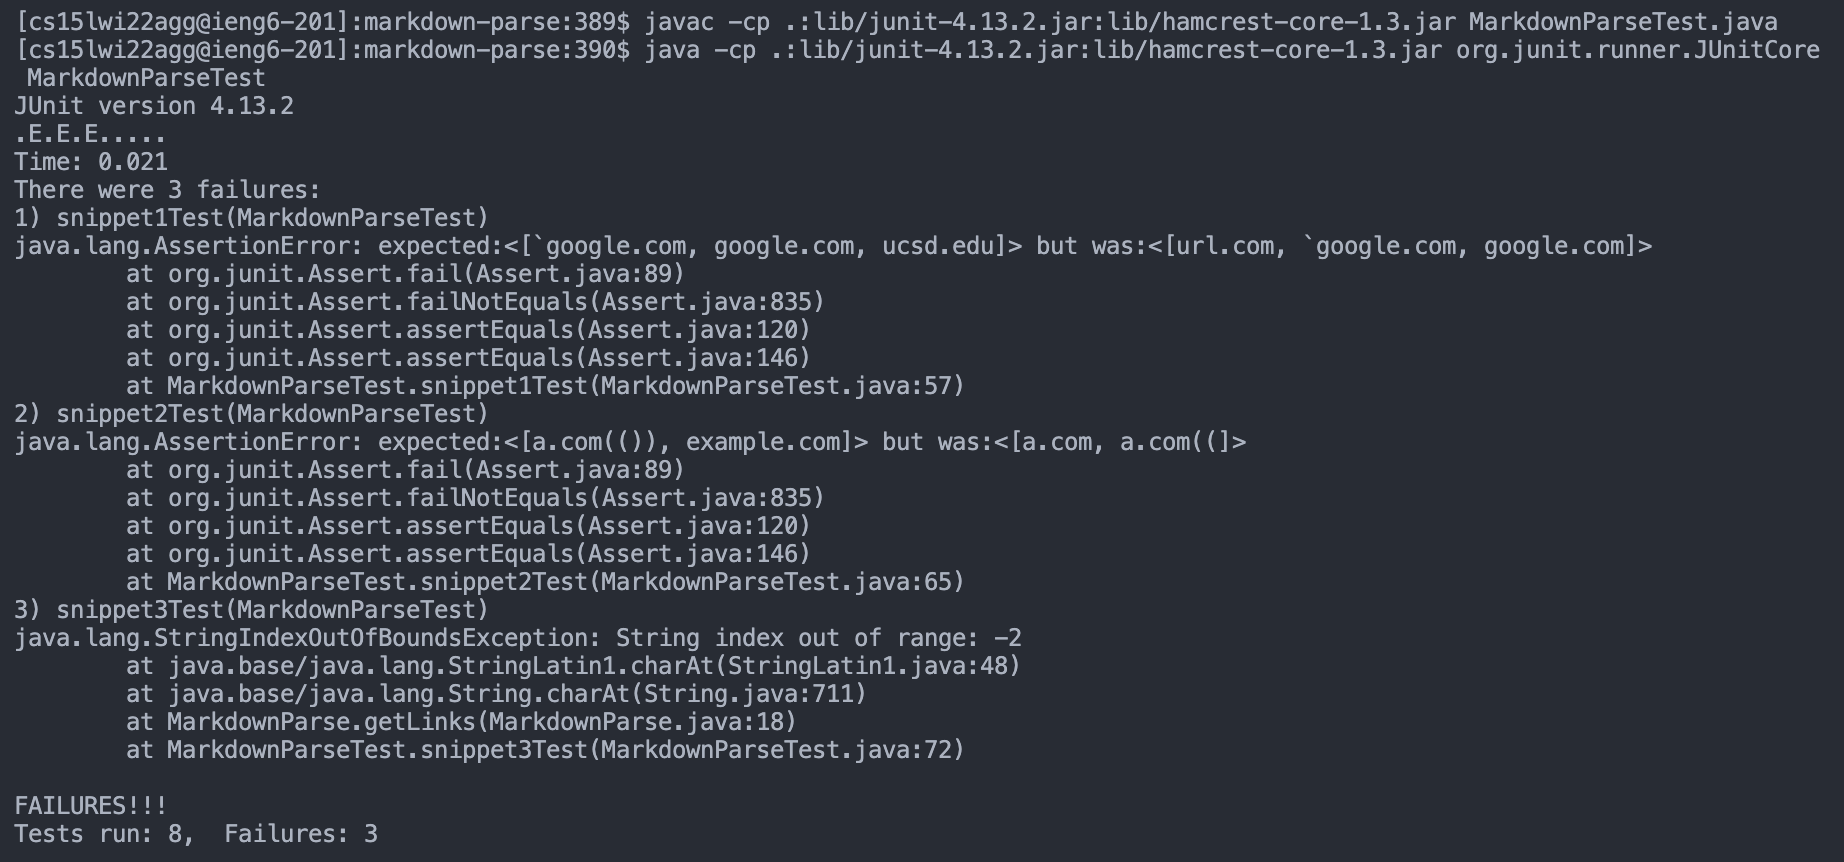 [cs15lwi22agg@ieng6-201]:markdown-parse:389$ javac -cp .:lib/junit-4.13.2.jar:lib/hamcrest-core-1.3.jar MarkdownParseTest.java
[cs15lwi22agg@ieng6-201]:markdown-parse:390$ java -cp .:lib/junit-4.13.2.jar:lib/hamcrest-core-1.3.jar org.junit.runner.JUnitCore
 MarkdownParseTest
JUnit version 4.13.2
.E.E.E.....
Time: 0.021
There were 3 failures:
1) snippet1Test(MarkdownParseTest)
java.lang.AssertionError: expected:<[`google.com, google.com, ucsd.edu]> but was:<[url.com, `google.com, google.com]>
        at org.junit.Assert.fail(Assert.java:89)
        at org.junit.Assert.failNotEquals(Assert.java:835)
        at org.junit.Assert.assertEquals(Assert.java:120)
        at org.junit.Assert.assertEquals(Assert.java:146)
        at MarkdownParseTest.snippet1Test(MarkdownParseTest.java:57)
2) snippet2Test(MarkdownParseTest)
java.lang.AssertionError: expected:<[a.com(()), example.com]> but was:<[a.com, a.com((]>
        at org.junit.Assert.fail(Assert.java:89)
        at org.junit.Assert.failNotEquals(Assert.java:835)
        at org.junit.Assert.assertEquals(Assert.java:120)
        at org.junit.Assert.assertEquals(Assert.java:146)
        at MarkdownParseTest.snippet2Test(MarkdownParseTest.java:65)
3) snippet3Test(MarkdownParseTest)
java.lang.StringIndexOutOfBoundsException: String index out of range: -2
        at java.base/java.lang.StringLatin1.charAt(StringLatin1.java:48)
        at java.base/java.lang.String.charAt(String.java:711)
        at MarkdownParse.getLinks(MarkdownParse.java:18)
        at MarkdownParseTest.snippet3Test(MarkdownParseTest.java:72)

FAILURES!!!
Tests run: 8,  Failures: 3